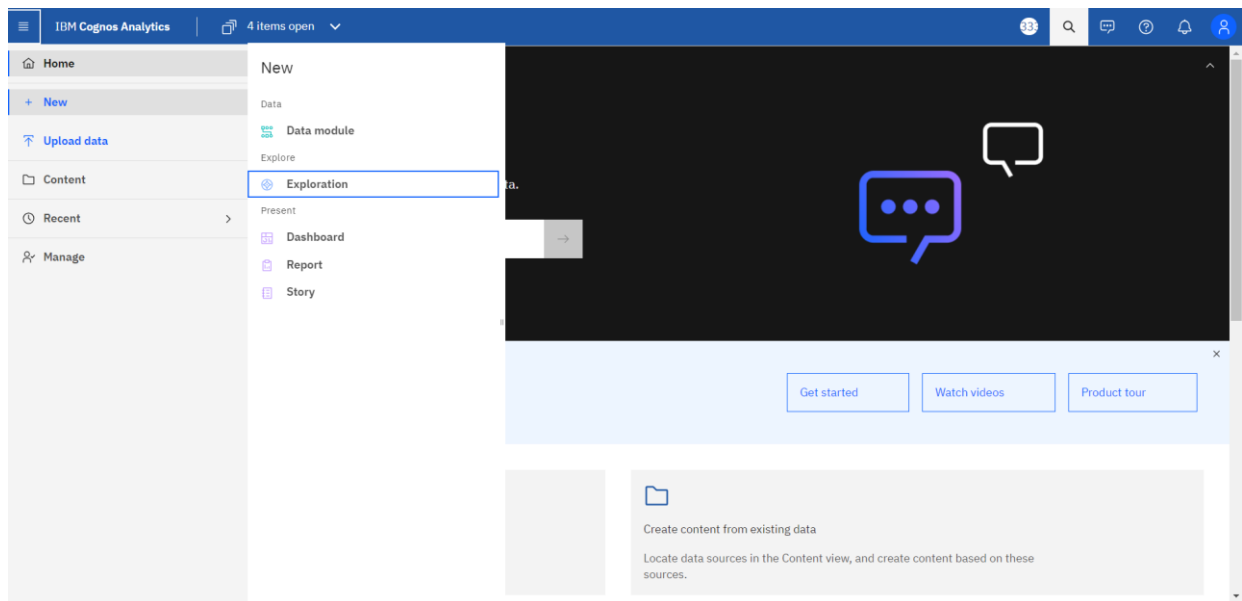 IBM Cognos Analytics
4 items open
Home
New
Upload data
Content
Recent
Manage
New
Data
Data module
Explore
Exploration
Present
Dashboard
Report
Story
ta.
Get started
Watch videos
Product tour
Create content from existing data
Locate data sources in the Content view, and create content based on these
sources.